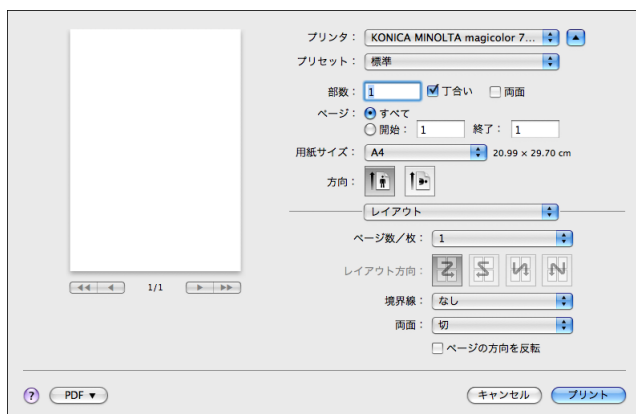 プリンタ： KONICA MINOLTA magicolor 7...
プリセット： 標準
部数： 1 丁合い 両面
ページ： すべて
開始： 1 終了： 1
用紙サイズ： A4 20.99 × 29.70 cm
方向：
レイアウト
ページ数／枚： 1
レイアウト方向：
1/1
境界線： なし
両面： 切
ページの方向を反転
? PDF ▼ キャンセル プリント